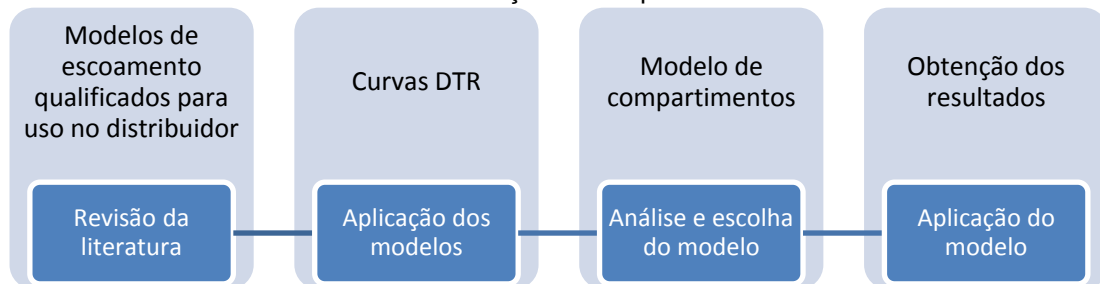 Modelos de
escoamento
qualificados para
uso no distribuidor
Revisão da
literatura
Curvas DTR
Aplicação dos
modelos
Modelo de
compartimentos
Análise e escolha
do modelo
Obtenção dos
resultados
Aplicação do
modelo